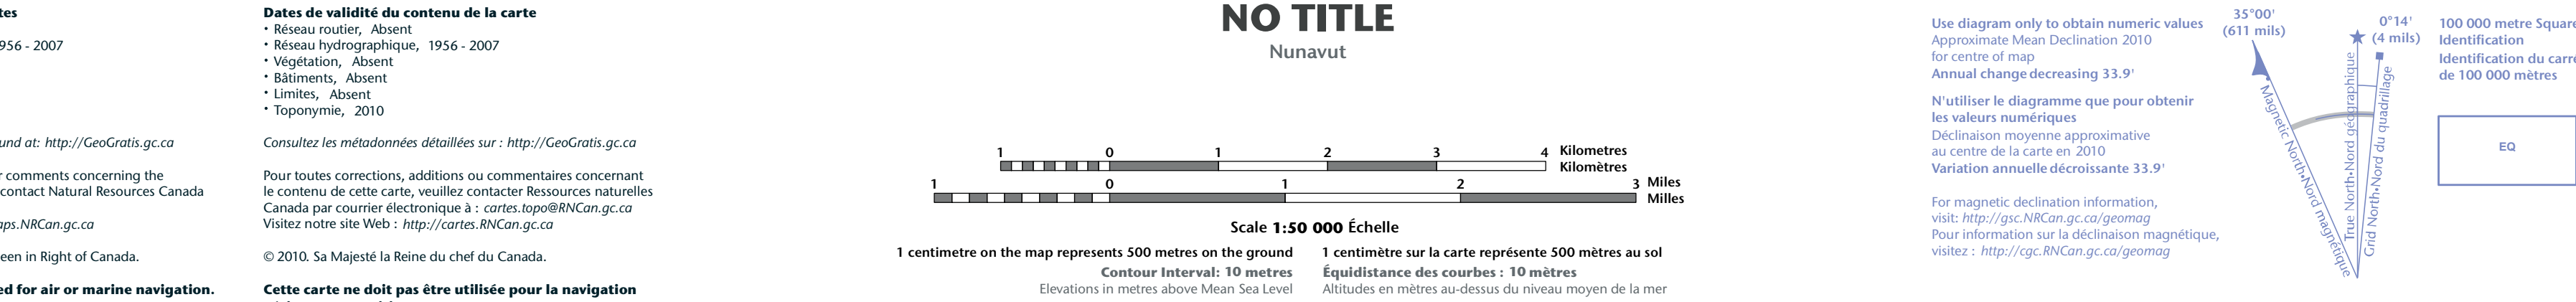 tes
956 - 2007
und at: http://GeoGratis.gc.ca
r comments concerning the
contact Natural Resources Canada
aps.NRCan.gc.ca
een in Right of Canada.
ed for air or marine navigation.
Dates de validité du contenu de la carte
• Réseau routier, Absent
• Réseau hydrographique, 1956 - 2007
• Végétation, Absent
• Bâtiments, Absent
• Limites, Absent
• Toponymie, 2010
Consultez les métadonnées détaillées sur : http://GeoGratis.gc.ca
Pour toutes corrections, additions ou commentaires concernant
le contenu de cette carte, veuillez contacter Ressources naturelles
Canada par courrier électronique à : cartes.topo@RNCan.gc.ca
Visitez notre site Web : http://cartes.RNCan.gc.ca
© 2010. Sa Majesté la Reine du chef du Canada.
Cette carte ne doit pas être utilisée pour la navigation
NO TITLE
Nunavut
1 0 1 2 3 4 Kilometres
Kilomètres
1 0 1 2 3 Miles
Milles
Scale 1:50 000 Échelle
1 centimetre on the map represents 500 metres on the ground
1 centimètre sur la carte représente 500 mètres au sol
Contour Interval: 10 metres
Équidistance des courbes : 10 mètres
Elevations in metres above Mean Sea Level
Altitudes en mètres au-dessus du niveau moyen de la mer
Use diagram only to obtain numeric values
Approximate Mean Declination 2010
for centre of map
Annual change decreasing 33.9'
N'utiliser le diagramme que pour obtenir
les valeurs numériques
Déclinaison moyenne approximative
au centre de la carte en 2010
Variation annuelle décroissante 33.9'
For magnetic declination information,
visit: http://gsc.NRCan.gc.ca/geomag
Pour information sur la déclinaison magnétique,
visitez : http://cgc.RNCan.gc.ca/geomag
35°00'
(611 mils)
0°14'
(4 mils)
Magnetic North•Nord magnétique
True North•Nord géographique
Grid North•Nord du quadrillage
100 000 metre Square
Identification
Identification du carré
de 100 000 mètres
EQ